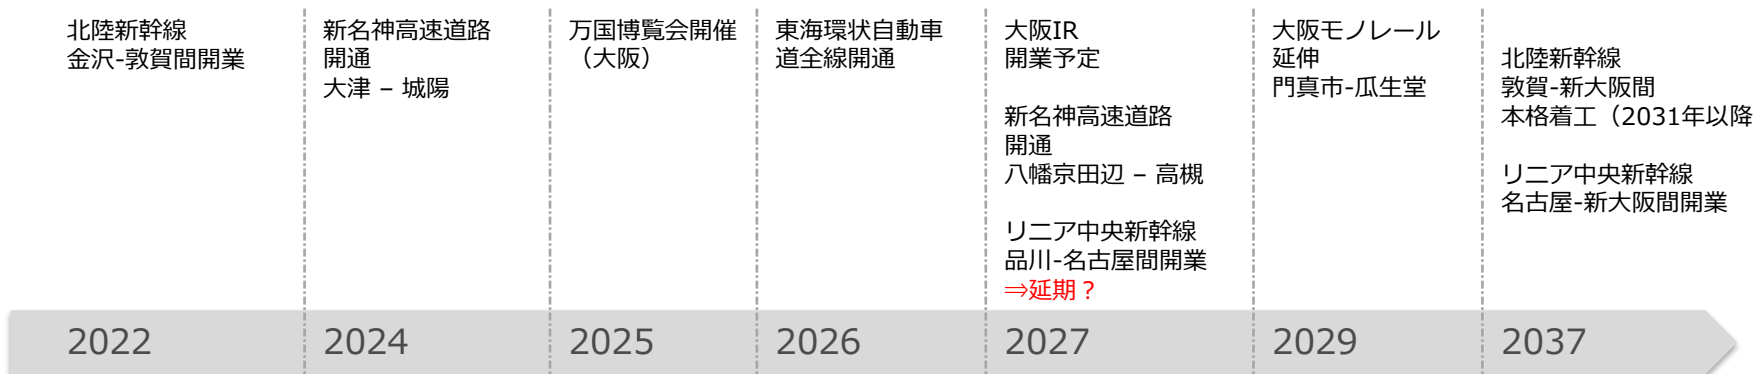 北陸新幹線
金沢-敦賀間開業
新名神高速道路
開通
大津 – 城陽
万国博覧会開催
（大阪）
東海環状自動車
道全線開通
大阪IR
開業予定
新名神高速道路
開通
八幡京田辺 – 高槻
リニア中央新幹線
品川-名古屋間開業
⇒延期？
大阪モノレール
延伸
門真市-瓜生堂
北陸新幹線
敦賀-新大阪間
本格着工（2031年以降
リニア中央新幹線
名古屋-新大阪間開業
2022
2024
2025
2026
2027
2029
2037